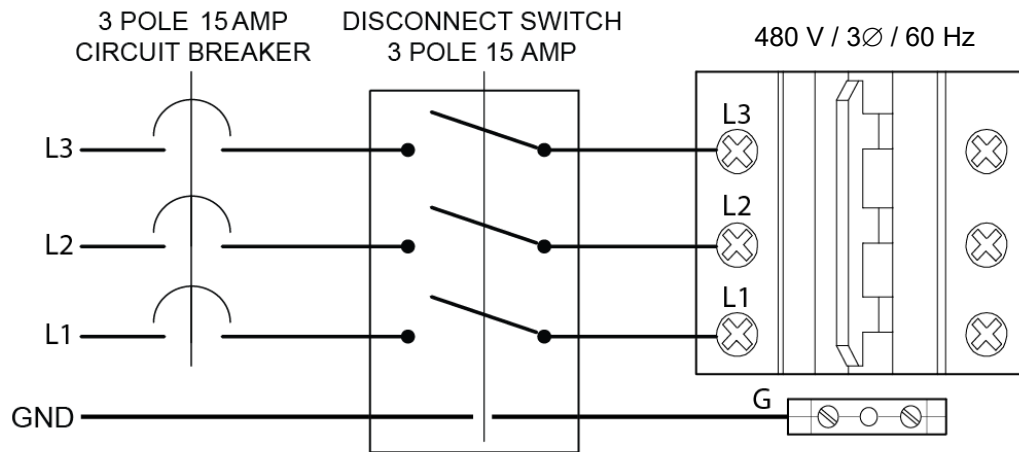 3 POLE 15 AMP
CIRCUIT BREAKER
DISCONNECT SWITCH
3 POLE 15 AMP
480 V / 3∅ / 60 Hz
L3
L3
L2
L2
L1
L1
GND
G